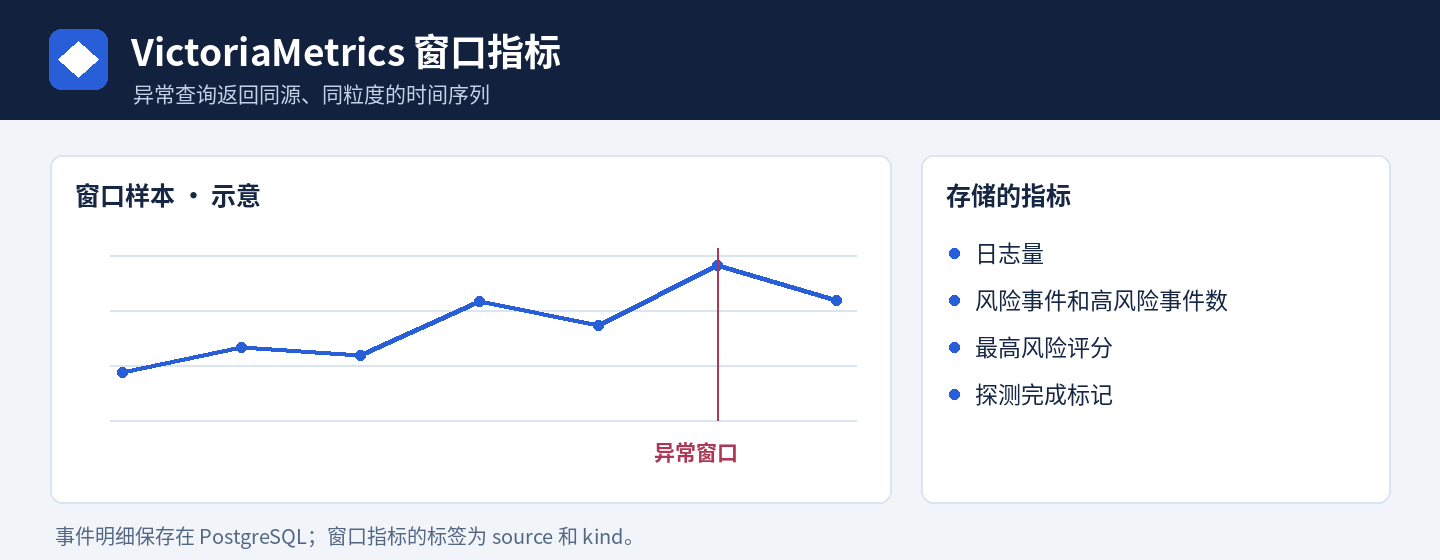 VictoriaMetrics 窗口指标
异常查询返回同源、同粒度的时间序列
窗口样本 · 示意
异常窗口
存储的指标
日志量
风险事件和高风险事件数
最高风险评分
探测完成标记
事件明细保存在 PostgreSQL；窗口指标的标签为 source 和 kind。